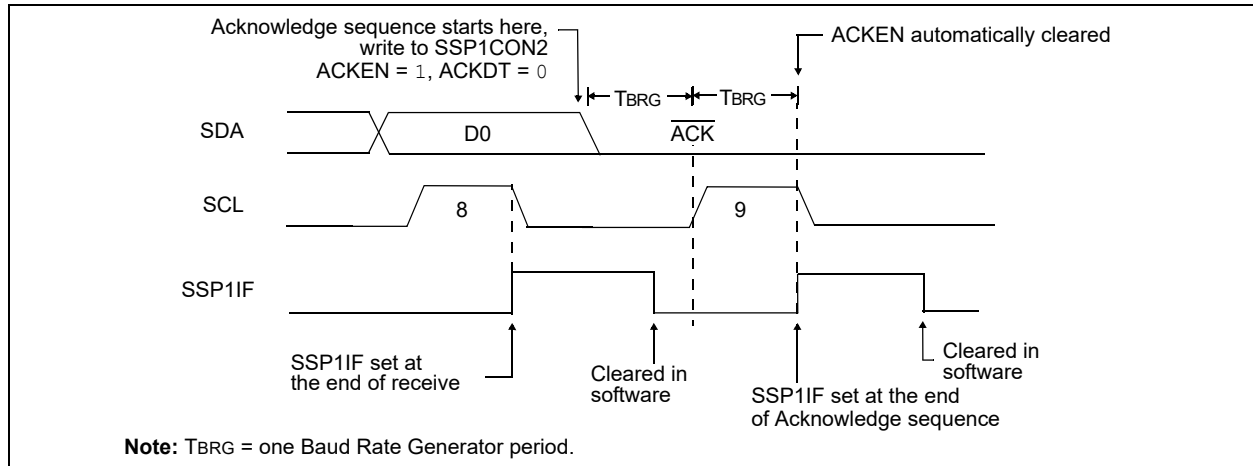 Acknowledge sequence starts here,
write to SSP1CON2
ACKEN = 1, ACKDT = 0
ACKEN automatically cleared
TBRG
TBRG
SDA
D0
ACK
SCL
8
9
SSP1IF
SSP1IF set at
the end of receive
Cleared in
software
SSP1IF set at the end
of Acknowledge sequence
Cleared in
software
Note: TBRG = one Baud Rate Generator period.